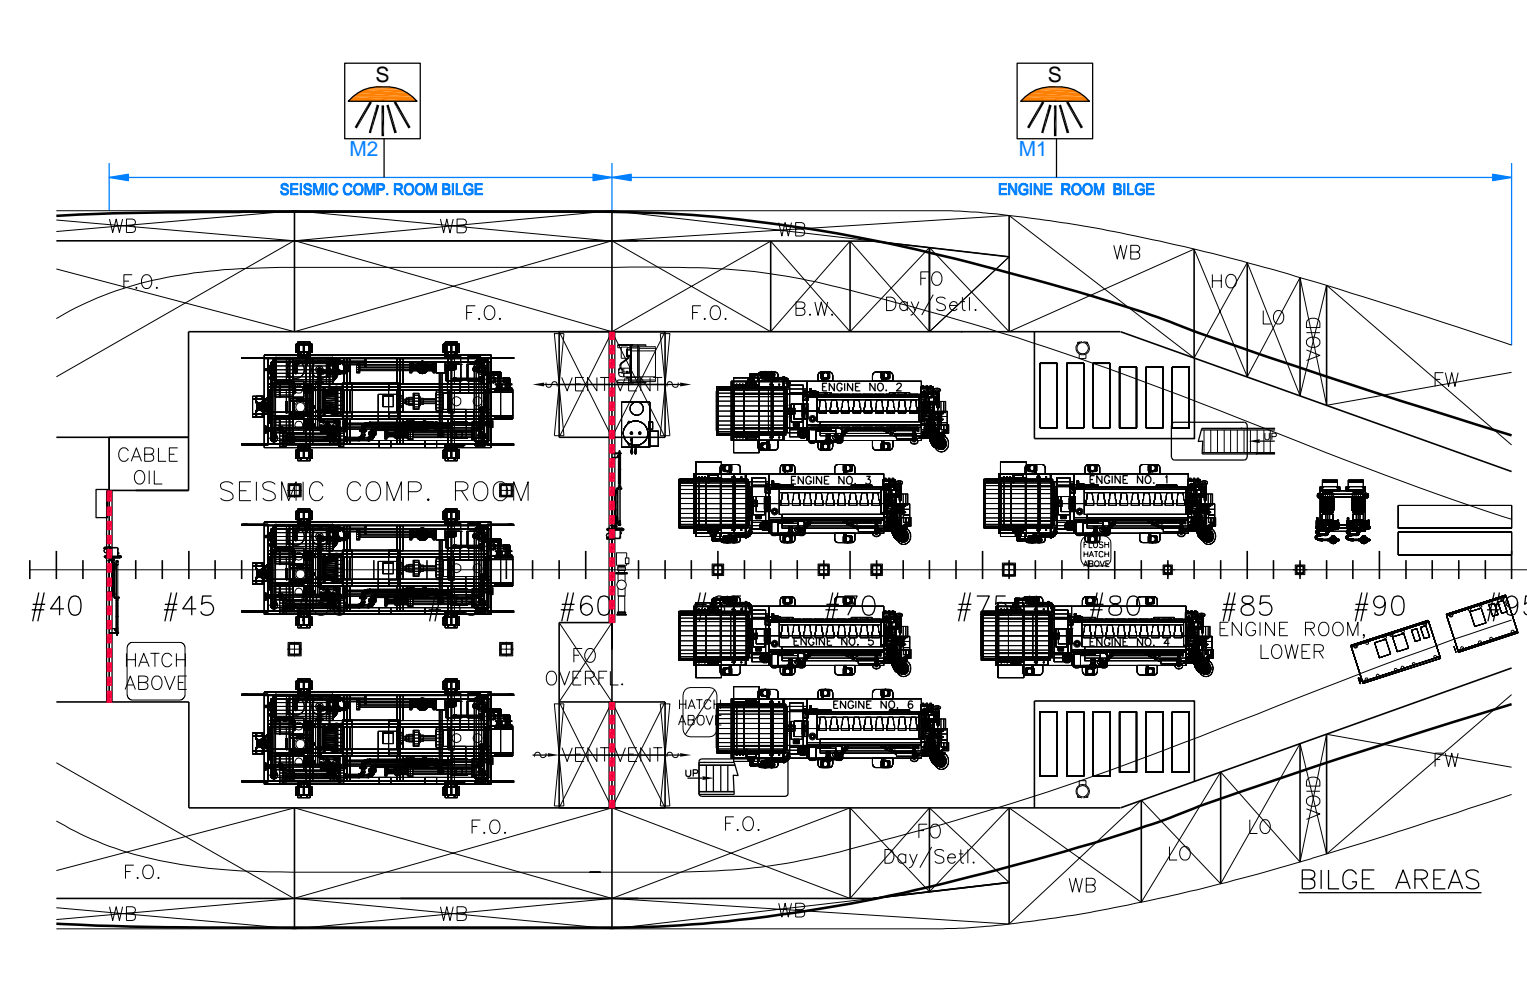 S
S
M2
M1
SEISMIC COMP. ROOM BILGE
ENGINE ROOM BILGE
WB
WB
WB
WB
F.O.
F.O.
F.O.
B.W.
FO
Day/Setl.
HO
LO
VOID
FW
VENT
VENT
ENGINE NO. 2
UP
CABLE
OIL
SEISMIC COMP. ROOM
ENGINE NO. 3
ENGINE NO. 1
FLUSH
HATCH
ABOVE
#40
#45
#60
#70
#75
#80
#85
#90
#95
ENGINE ROOM,
LOWER
ENGINE NO. 5
ENGINE NO. 4
HATCH
ABOVE
FO
OVERFL.
HATCH
ABOVE
ENGINE NO. 6
VENT
VENT
UP
FW
VOID
F.O.
F.O.
FO
Day/Setl.
LO
LO
F.O.
WB
BILGE AREAS
WB
WB
WB